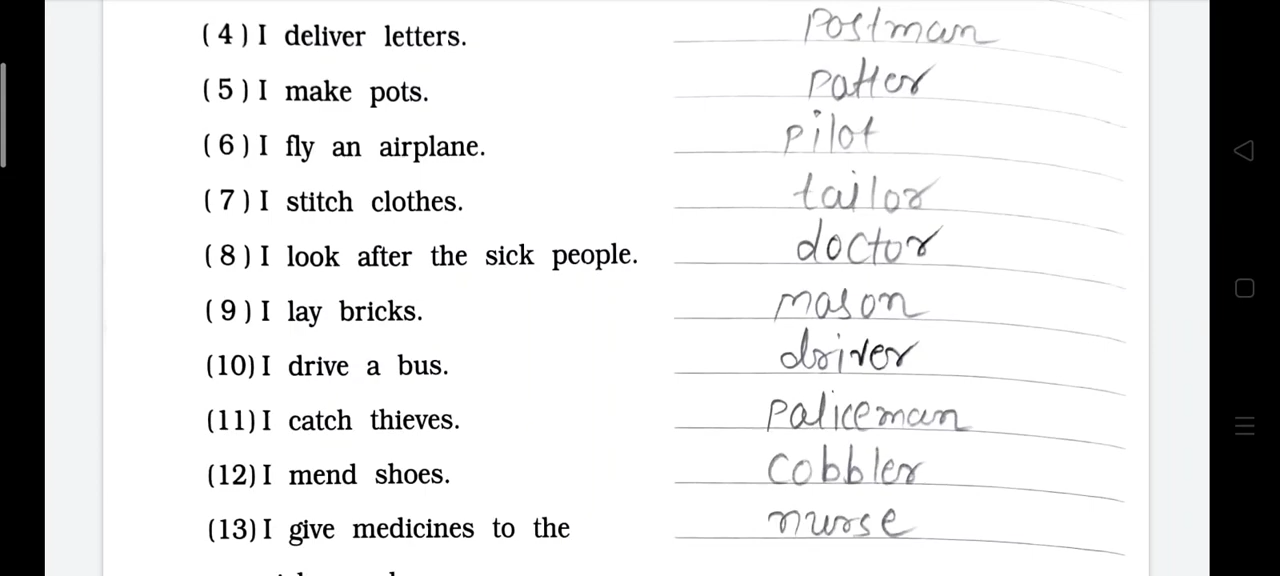 (4) I deliver letters. Postman
(5) I make pots. patter
(6) I fly an airplane. pilot
(7) I stitch clothes. tailor
(8) I look after the sick people. doctor
(9) I lay bricks. mason
(10) I drive a bus. driver
(11) I catch thieves. paliceman
(12) I mend shoes. cobbler
(13) I give medicines to the nurse